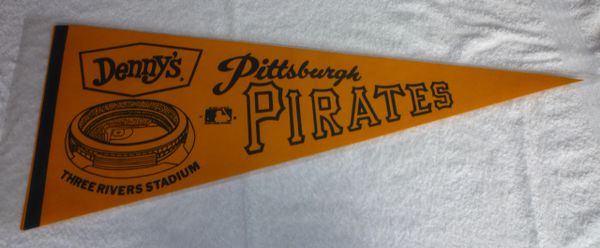 Denny's.
THREE RIVERS STADIUM
Pittsburgh
PIRATES